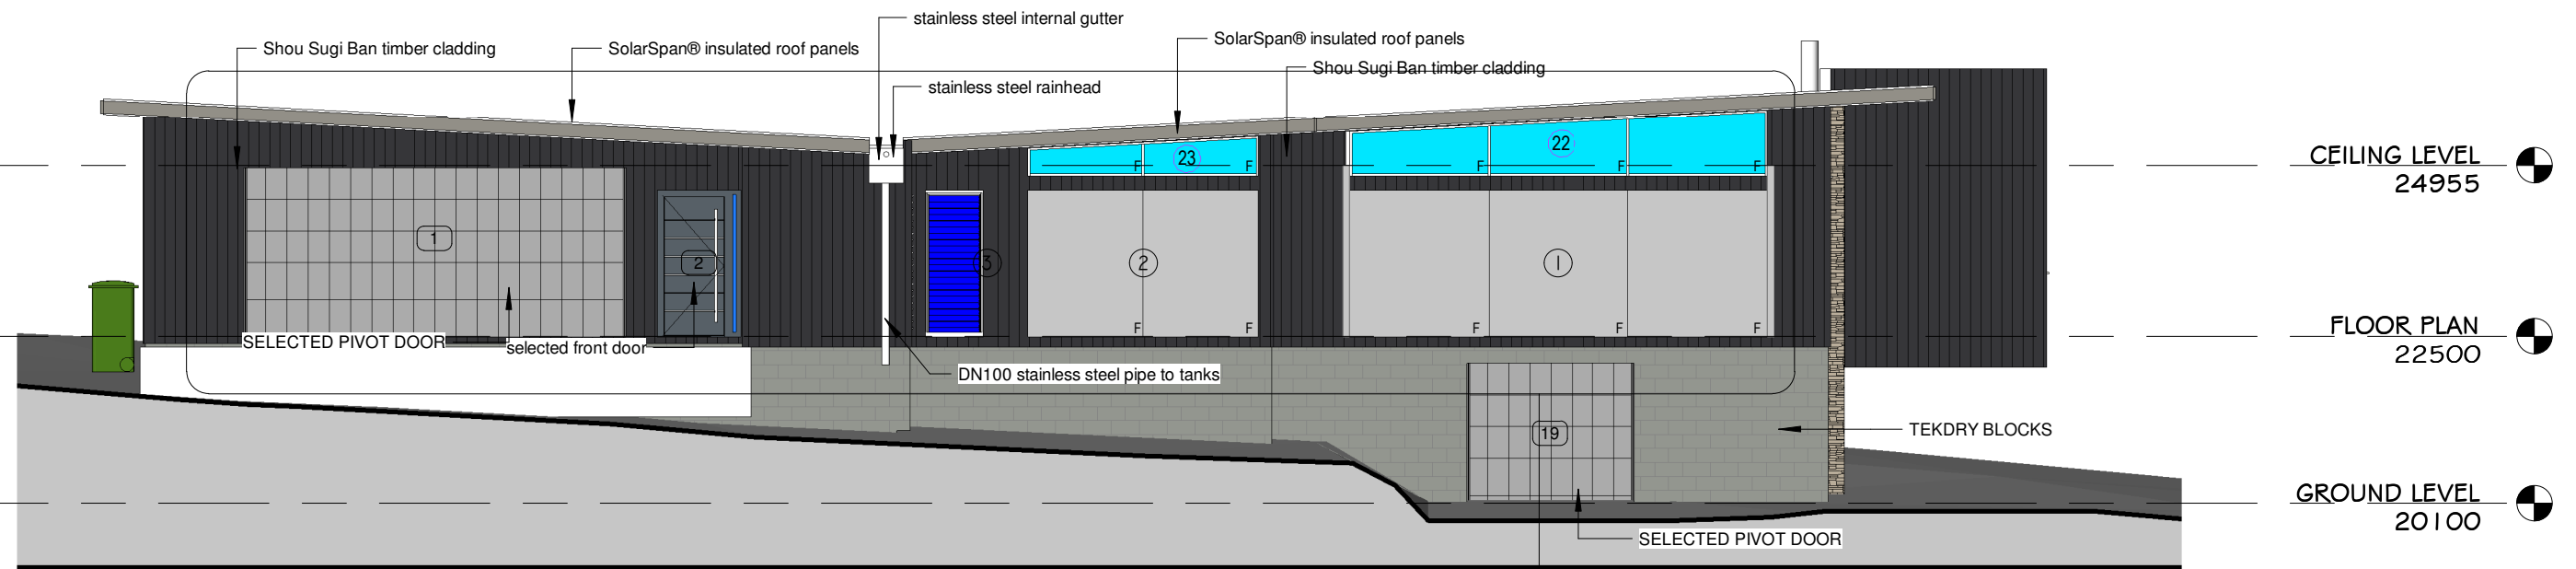 stainless steel internal gutter
Shou Sugi Ban timber cladding
SolarSpan® insulated roof panels
SolarSpan® insulated roof panels
Shou Sugi Ban timber cladding
stainless steel rainhead
23
F
F
22
F
F
F
CEILING LEVEL
24955
1
2
3
2
1
F
F
F
F
F
SELECTED PIVOT DOOR
selected front door
FLOOR PLAN
22500
DN100 stainless steel pipe to tanks
19
TEKDRY BLOCKS
GROUND LEVEL
20100
SELECTED PIVOT DOOR